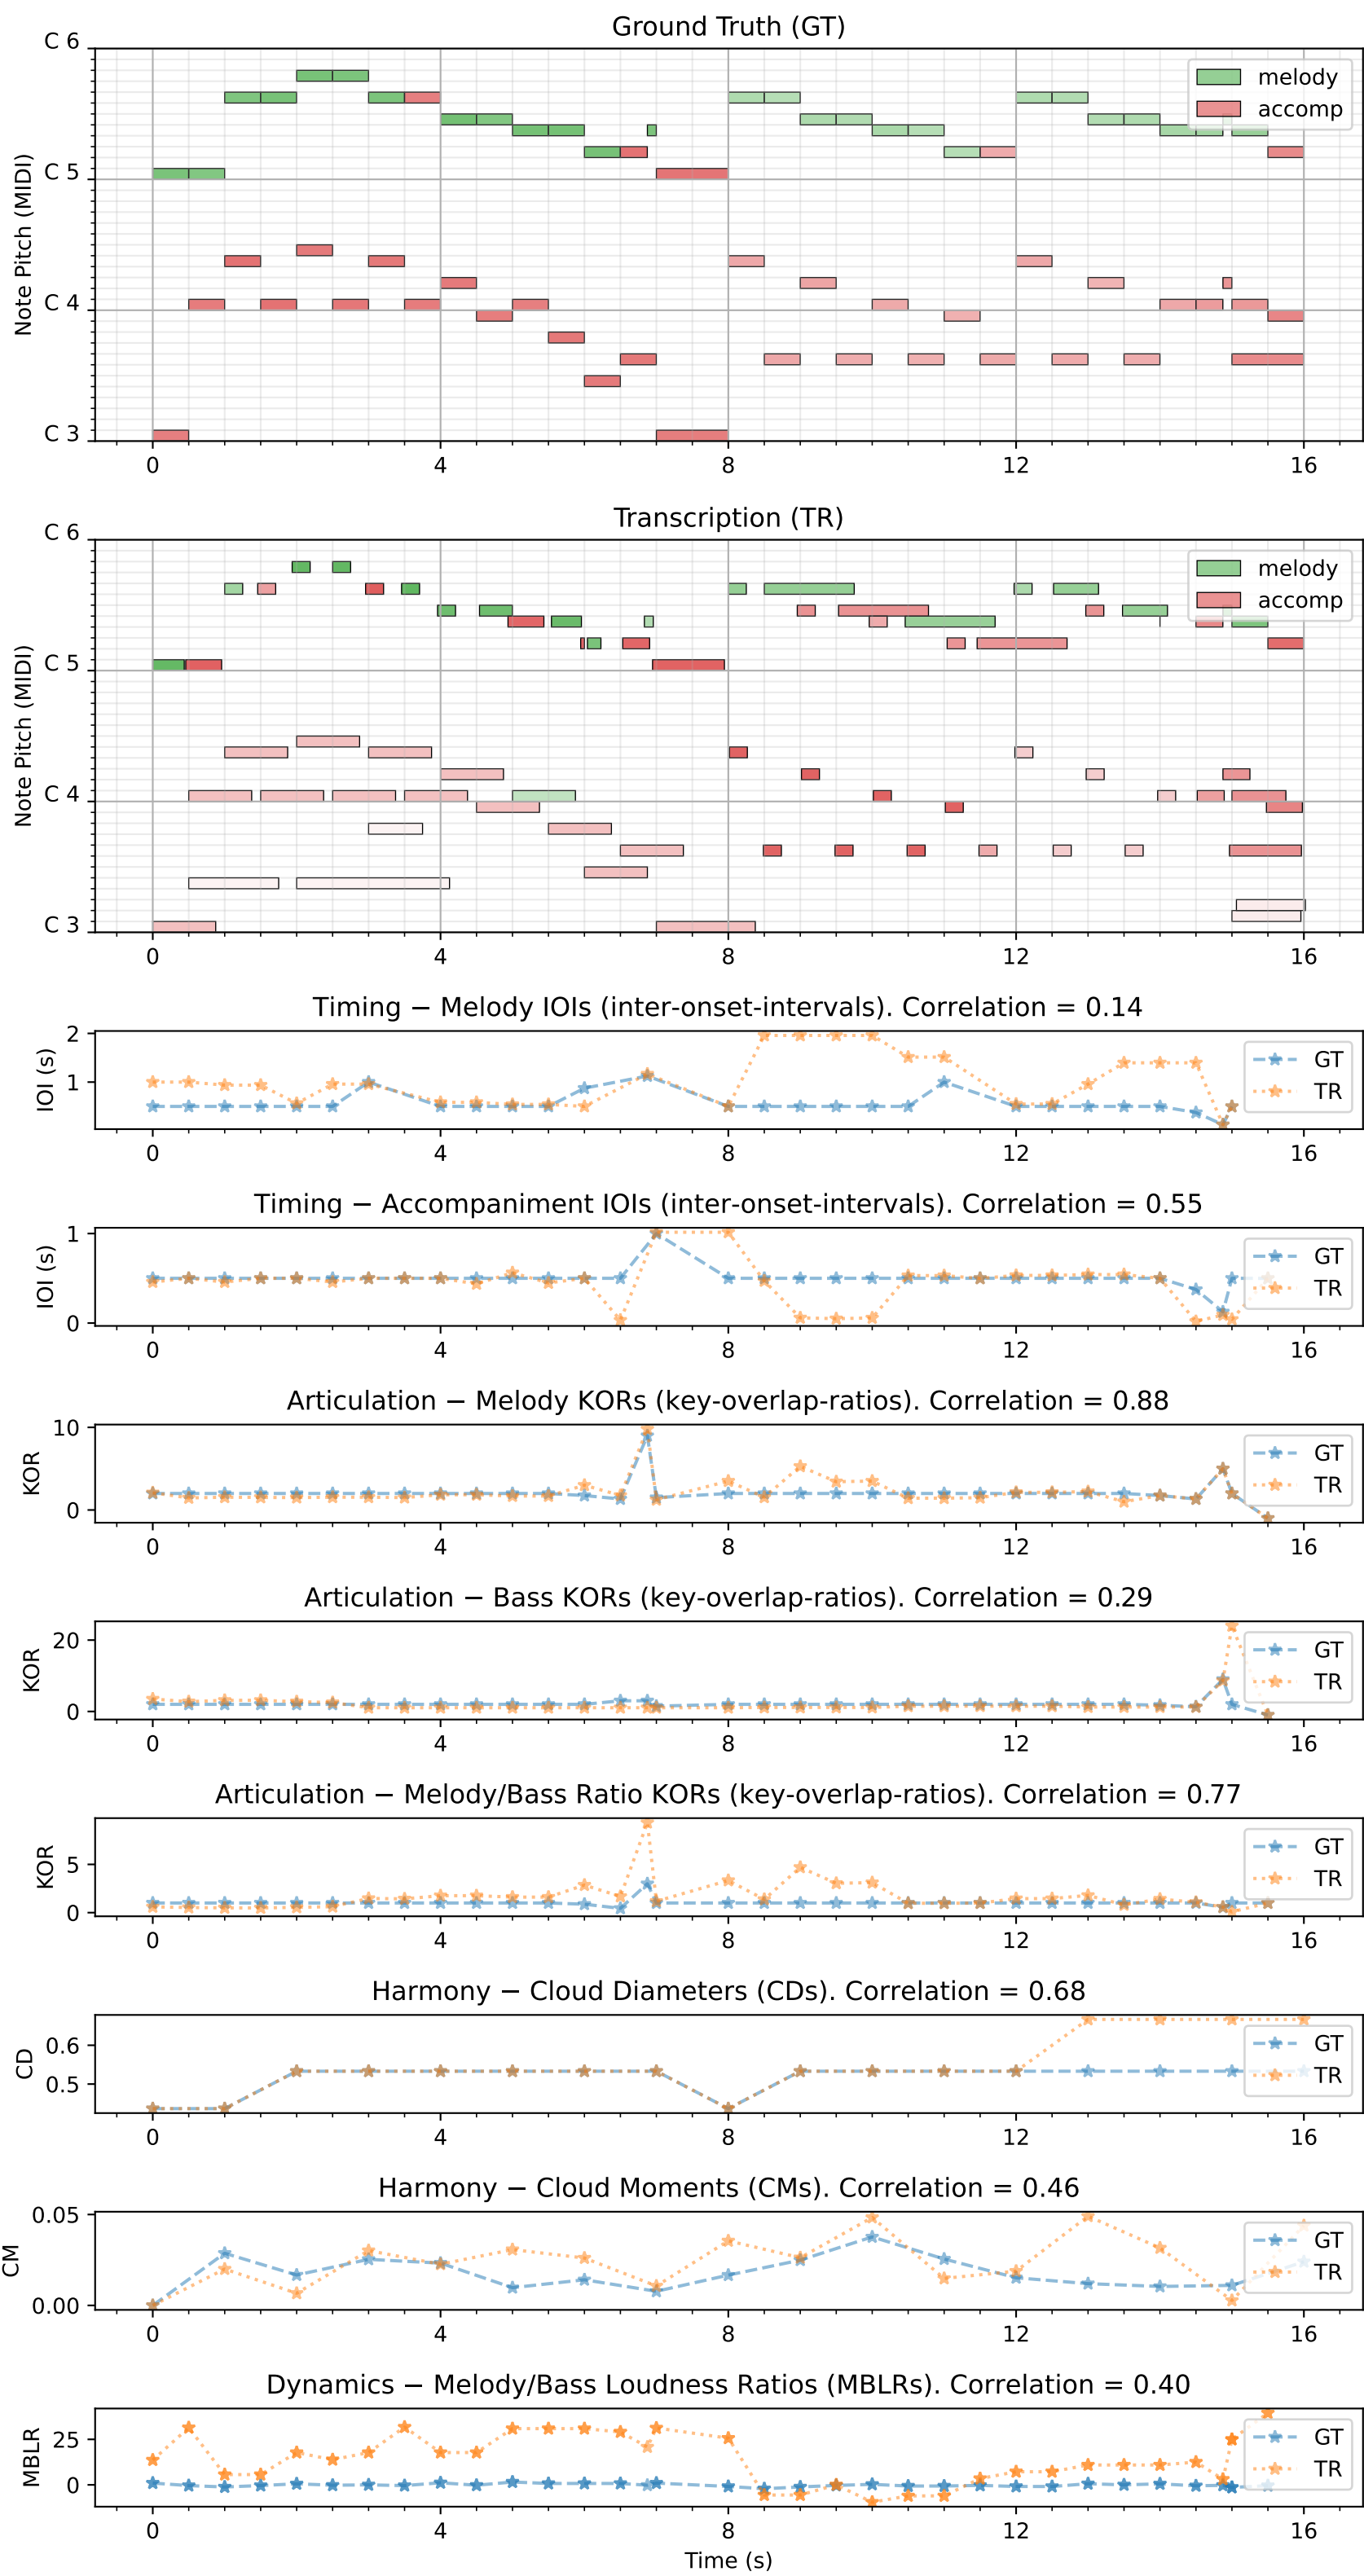 Ground Truth (GT)
C 6
C 5
C 4
C 3
Note Pitch (MIDI)
melody
accomp
0 4 8 12 16
Transcription (TR)
C 6
C 5
C 4
C 3
Note Pitch (MIDI)
melody
accomp
0 4 8 12 16
Timing − Melody IOIs (inter-onset-intervals). Correlation = 0.14
2
1
IOI (s)
GT
TR
0 4 8 12 16
Timing − Accompaniment IOIs (inter-onset-intervals). Correlation = 0.55
1
0
IOI (s)
GT
TR
0 4 8 12 16
Articulation − Melody KORs (key-overlap-ratios). Correlation = 0.88
10
0
KOR
GT
TR
0 4 8 12 16
Articulation − Bass KORs (key-overlap-ratios). Correlation = 0.29
20
0
KOR
GT
TR
0 4 8 12 16
Articulation − Melody/Bass Ratio KORs (key-overlap-ratios). Correlation = 0.77
5
0
KOR
GT
TR
0 4 8 12 16
Harmony − Cloud Diameters (CDs). Correlation = 0.68
0.6
0.5
CD
GT
TR
0 4 8 12 16
Harmony − Cloud Moments (CMs). Correlation = 0.46
0.05
0.00
CM
GT
TR
0 4 8 12 16
Dynamics − Melody/Bass Loudness Ratios (MBLRs). Correlation = 0.40
25
0
MBLR
GT
TR
0 4 8 12 16
Time (s)